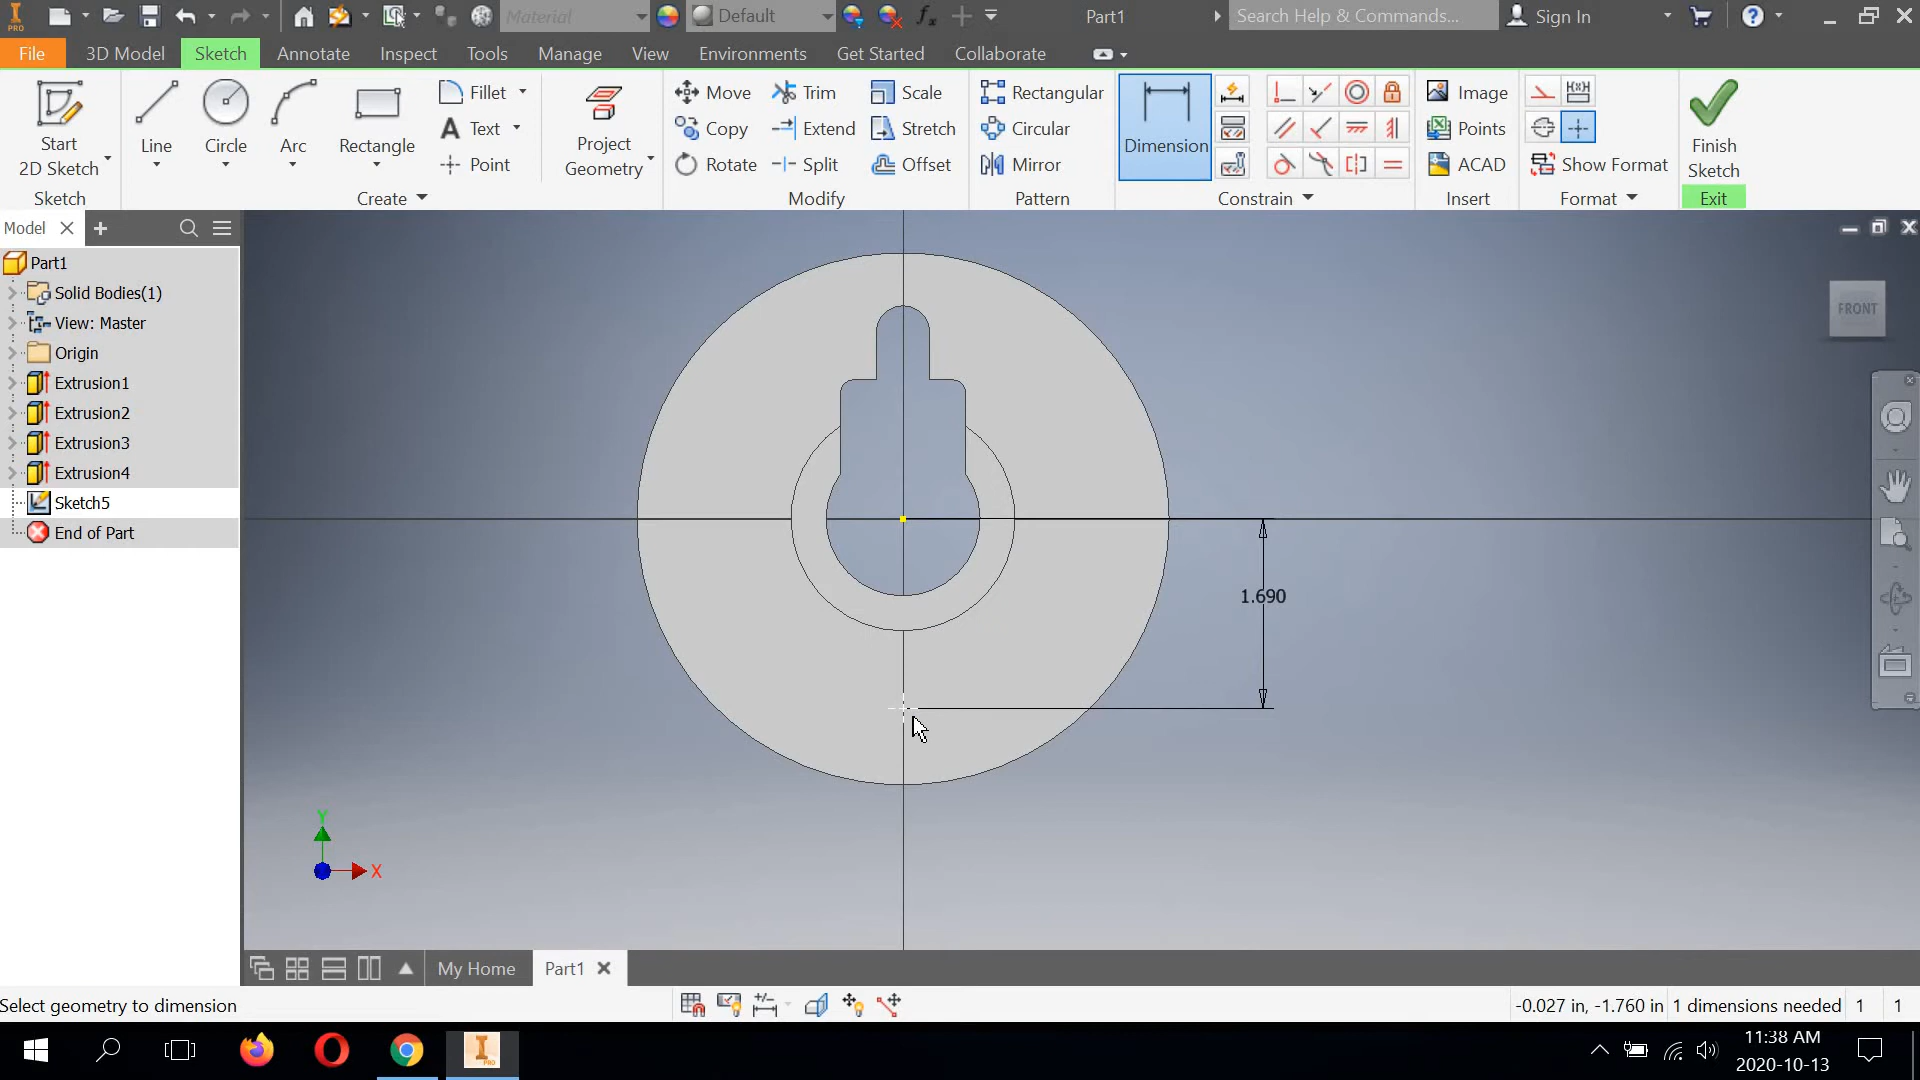 PRO
Material
Default
fx
Part1
Search Help & Commands...
Sign In
File
3D Model
Sketch
Annotate
Inspect
Tools
Manage
View
Environments
Get Started
Collaborate
Start
2D Sketch
Line
Circle
Arc
Rectangle
Fillet
Text
Point
Project
Geometry
Move
Copy
Rotate
Trim
Extend
Split
Scale
Stretch
Offset
Rectangular
Circular
Mirror
Dimension
Image
Points
ACAD
Show Format
Finish
Sketch
Sketch
Create
Modify
Pattern
Constrain
Insert
Format
Exit
Model
Part1
Solid Bodies(1)
View: Master
Origin
Extrusion1
Extrusion2
Extrusion3
Extrusion4
Sketch5
End of Part
FRONT
1.690
Y
X
My Home
Part1
Select geometry to dimension
-0.027 in, -1.760 in
1 dimensions needed
1
1
PRO
11:38 AM
2020-10-13